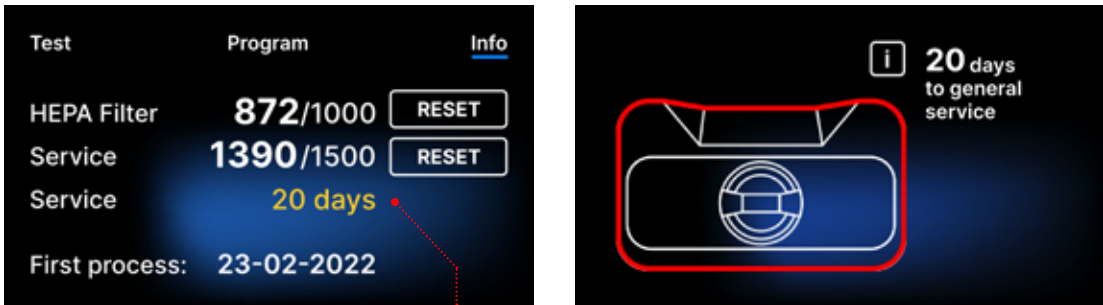 Test Program Info
HEPA Filter 872/1000 RESET
Service 1390/1500 RESET
Service 20 days
First process: 23-02-2022
i 20 days
to general
service